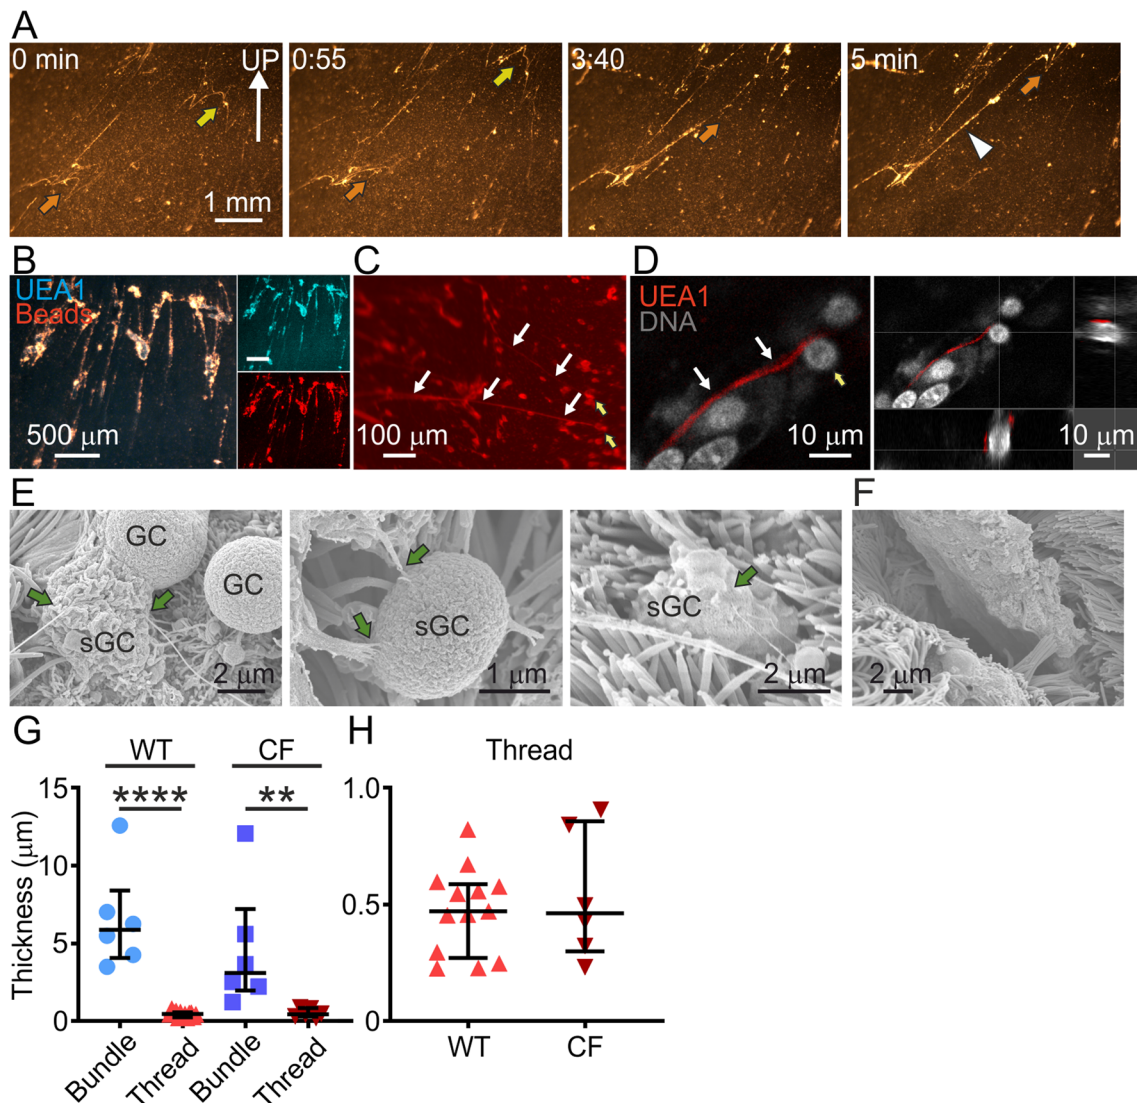 A
0 min
UP
1 mm
0:55
3:40
5 min
B
UEA1
Beads
500 μm
C
100 μm
D
UEA1
DNA
10 μm
10 μm
E
GC
GC
sGC
2 μm
sGC
1 μm
sGC
2 μm
F
2 μm
G
WT
CF
****
**
Thickness (μm)
15
10
5
0
Bundle
Thread
Bundle
Thread
H
Thread
1.0
0.5
0
WT
CF